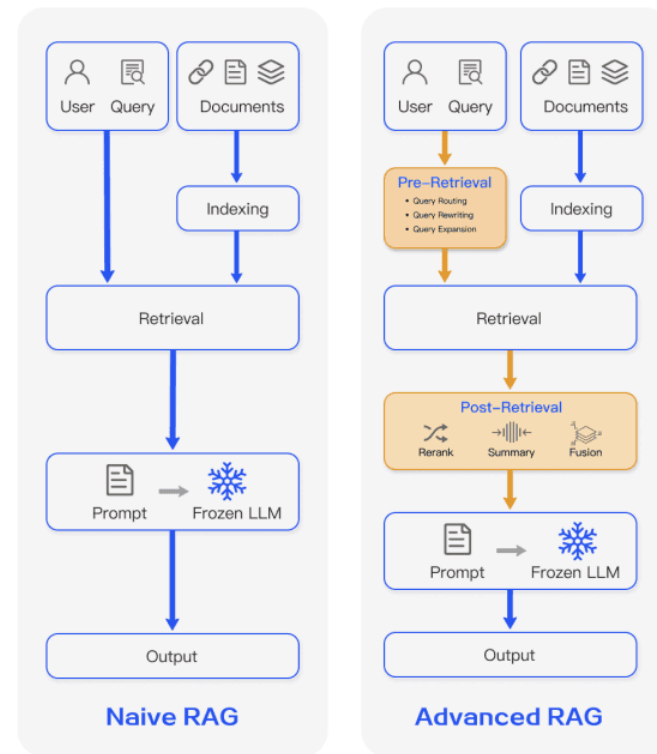 User Query
Documents
Indexing
Retrieval
Prompt
Frozen LLM
Output
Naive RAG
User Query
Documents
Pre-Retrieval
• Query Routing
• Query Rewriting
• Query Expansion
Indexing
Retrieval
Post-Retrieval
Rerank
Summary
Fusion
Prompt
Frozen LLM
Output
Advanced RAG